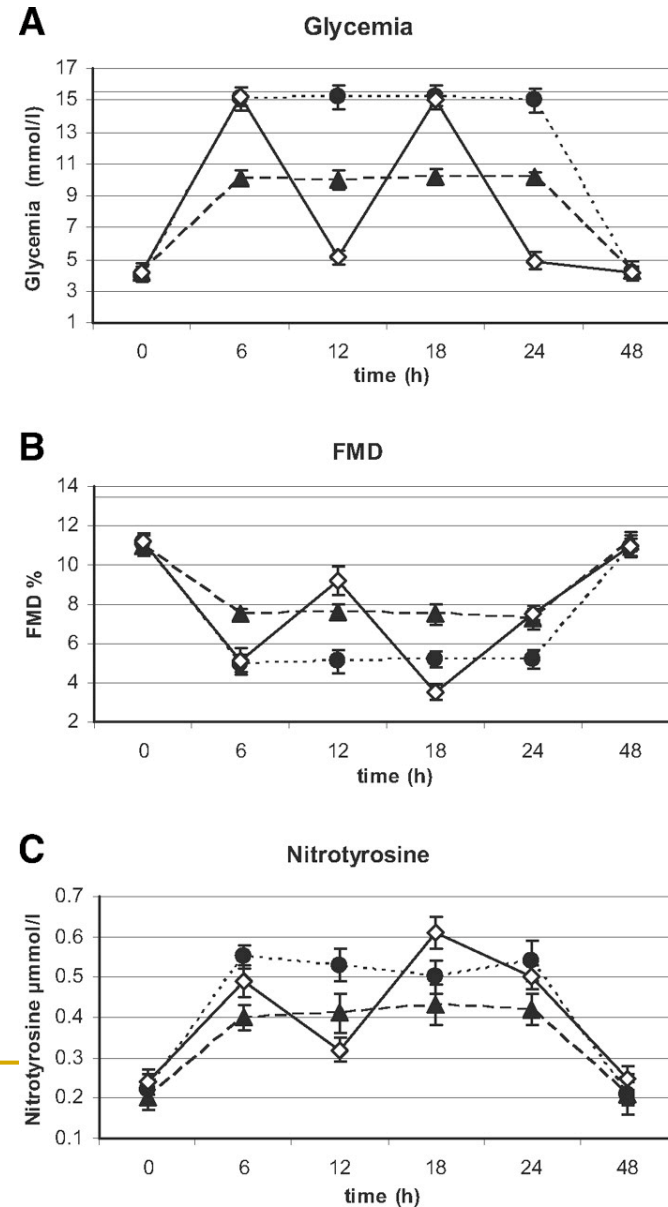 A
Glycemia
17
15
13
11
9
7
5
3
1
Glycemia (mmol/l)
0 6 12 18 24 48
time (h)
B
FMD
14
12
10
8
6
4
2
FMD %
0 6 12 18 24 48
time (h)
C
Nitrotyrosine
0.7
0.6
0.5
0.4
0.3
0.2
0.1
Nitrotyrosine µmmol/l
0 6 12 18 24 48
time (h)